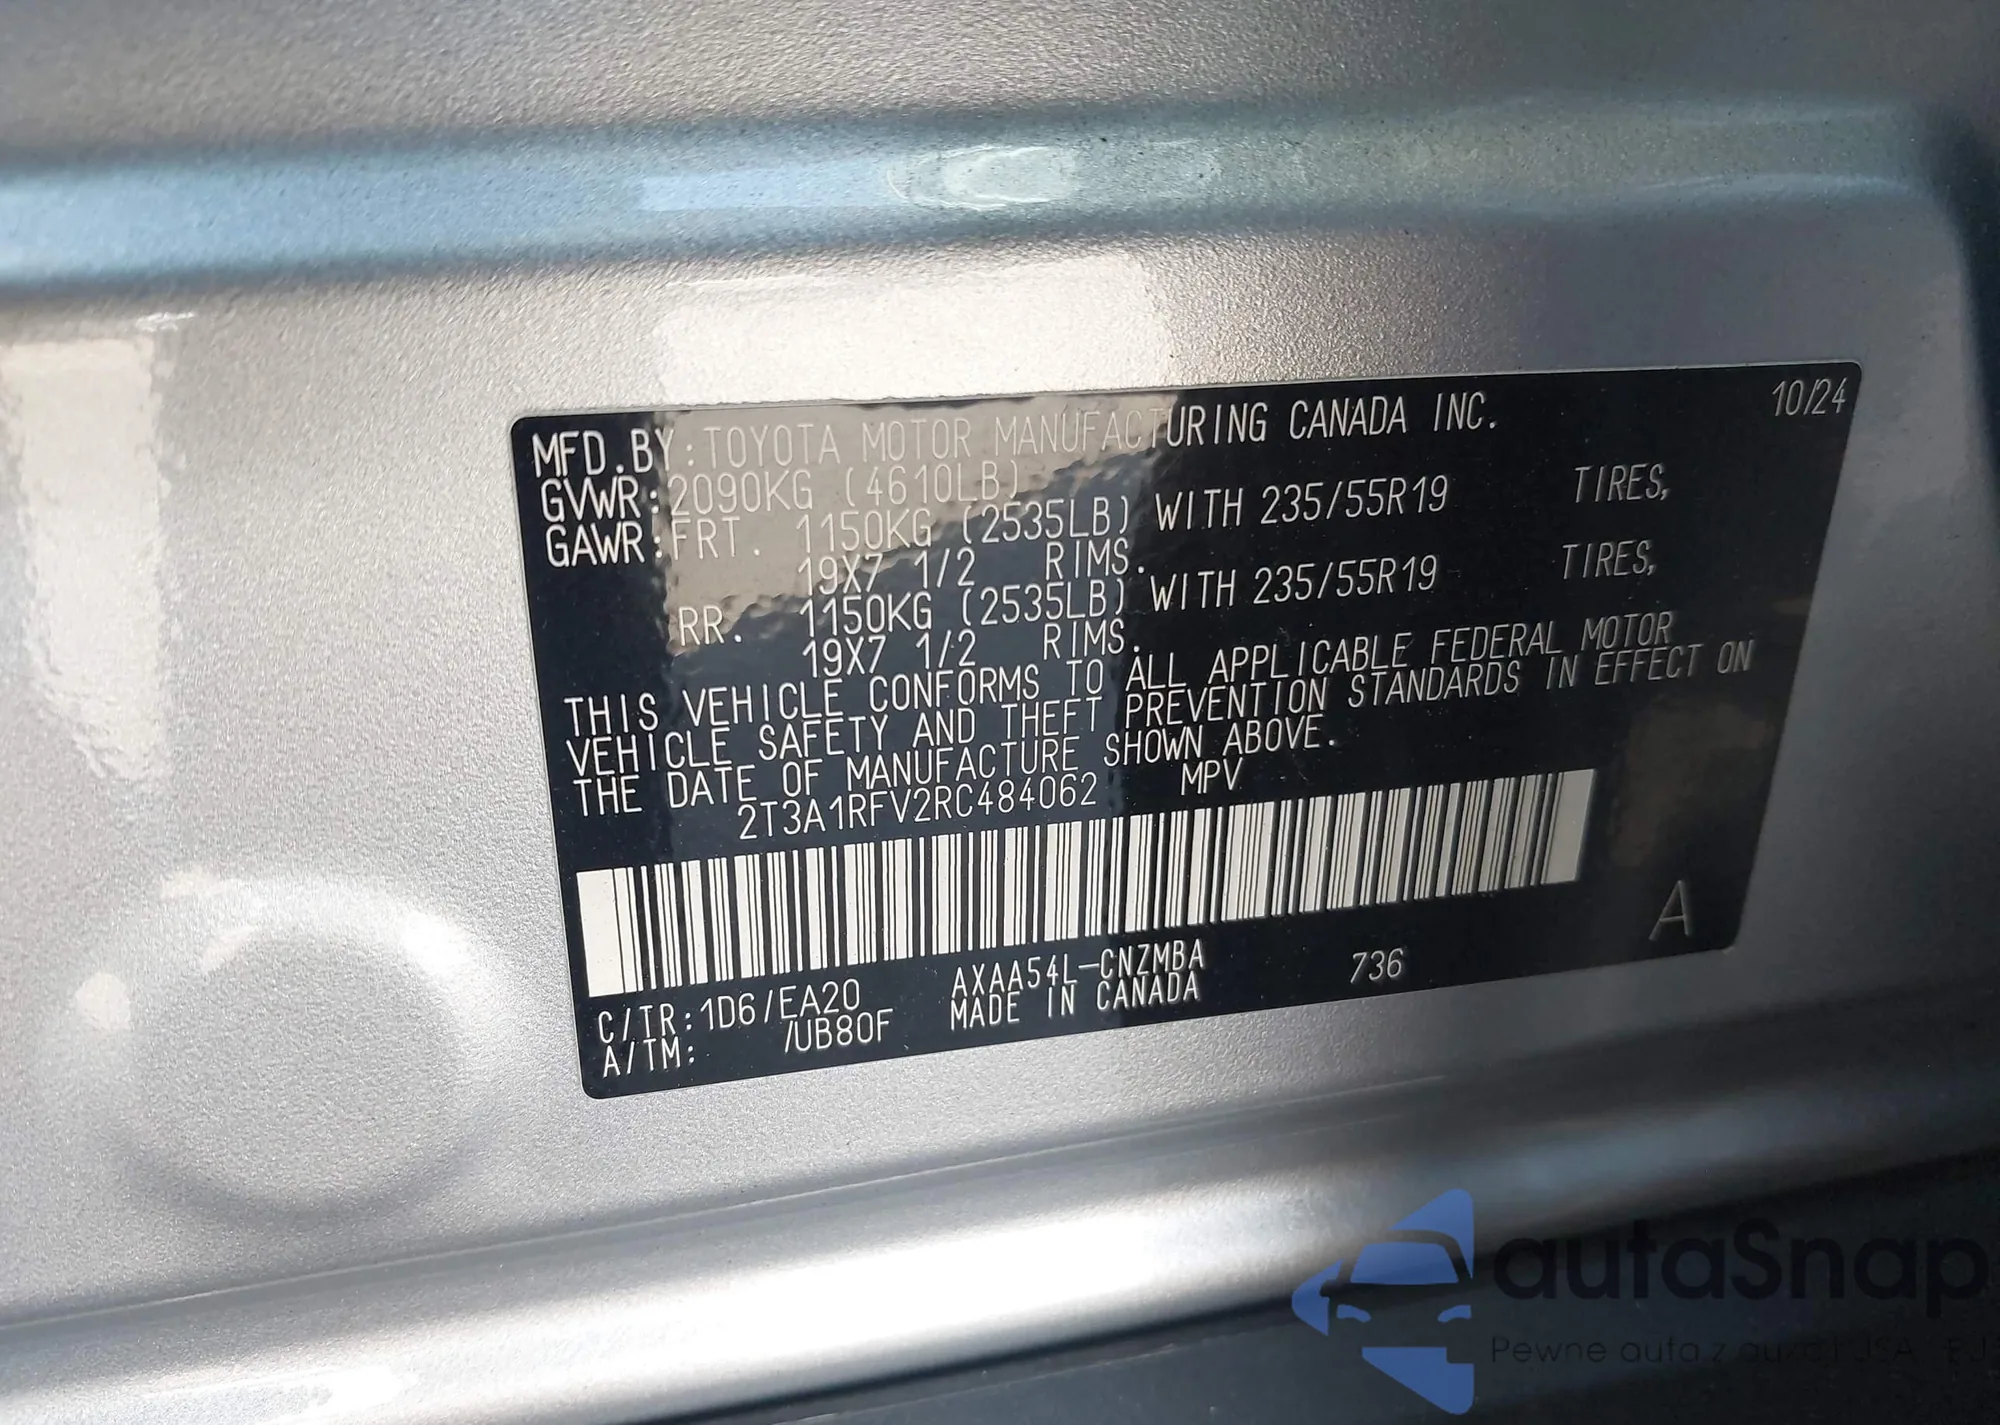 10/24
MFD.BY:TOYOTA MOTOR MANUFACTURING CANADA INC.
GVWR:2090KG (4610LB)
GAWR:FRT. 1150KG (2535LB) WITH 235/55R19 TIRES,
19X7 1/2 RIMS.
RR. 1150KG (2535LB) WITH 235/55R19 TIRES,
19X7 1/2 RIMS.
THIS VEHICLE CONFORMS TO ALL APPLICABLE FEDERAL MOTOR
VEHICLE SAFETY AND THEFT PREVENTION STANDARDS IN EFFECT ON
THE DATE OF MANUFACTURE SHOWN ABOVE.
2T3A1RFV2RC484062 MPV
A
C/TR:1D6/EA20 AXAA54L-CNZMBA 736
A/TM: /UB80F MADE IN CANADA
autaSnap
Pewne auta z